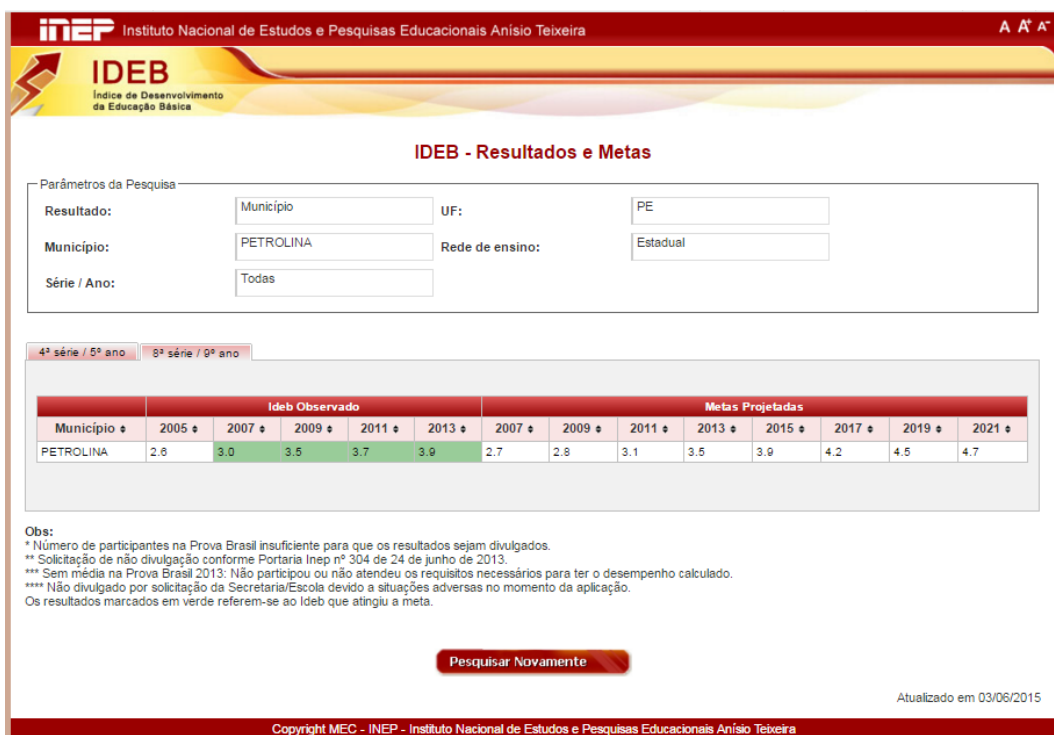 inep Instituto Nacional de Estudos e Pesquisas Educacionais Anísio Teixeira A A+ A-
IDEB
Índice de Desenvolvimento
da Educação Básica
IDEB - Resultados e Metas
Parâmetros da Pesquisa
Resultado: Município UF: PE
Município: PETROLINA Rede de ensino: Estadual
Série / Ano: Todas
4ª série / 5º ano 8ª série / 9º ano
Ideb Observado Metas Projetadas
Município 2005 2007 2009 2011 2013 2007 2009 2011 2013 2015 2017 2019 2021
PETROLINA 2.6 3.0 3.5 3.7 3.9 2.7 2.8 3.1 3.5 3.9 4.2 4.5 4.7
Obs:
* Número de participantes na Prova Brasil insuficiente para que os resultados sejam divulgados.
** Solicitação de não divulgação conforme Portaria Inep nº 304 de 24 de junho de 2013.
*** Sem média na Prova Brasil 2013: Não participou ou não atendeu os requisitos necessários para ter o desempenho calculado.
**** Não divulgado por solicitação da Secretaria/Escola devido a situações adversas no momento da aplicação.
Os resultados marcados em verde referem-se ao Ideb que atingiu a meta.
Pesquisar Novamente
Atualizado em 03/06/2015
Copyright MEC - INEP - Instituto Nacional de Estudos e Pesquisas Educacionais Anísio Teixeira